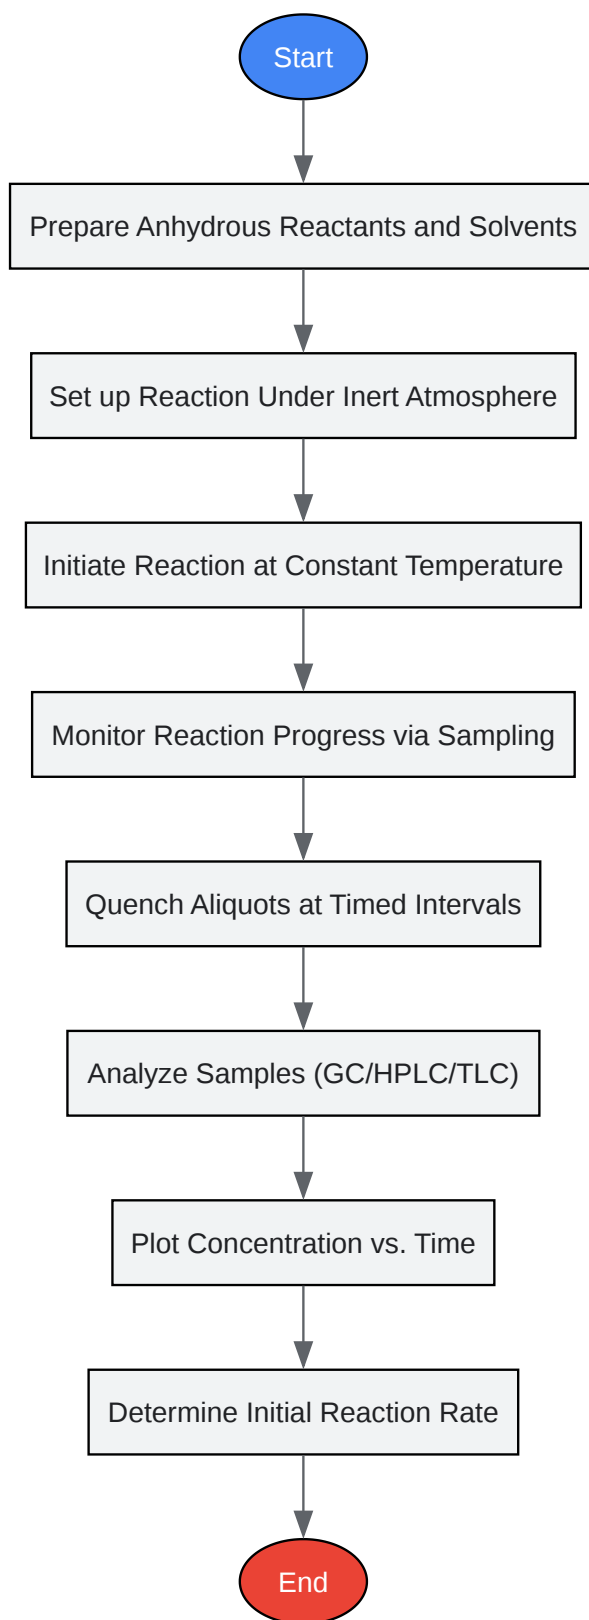 Start
Prepare Anhydrous Reactants and Solvents
Set up Reaction Under Inert Atmosphere
Initiate Reaction at Constant Temperature
Monitor Reaction Progress via Sampling
Quench Aliquots at Timed Intervals
Analyze Samples (GC/HPLC/TLC)
Plot Concentration vs. Time
Determine Initial Reaction Rate
End